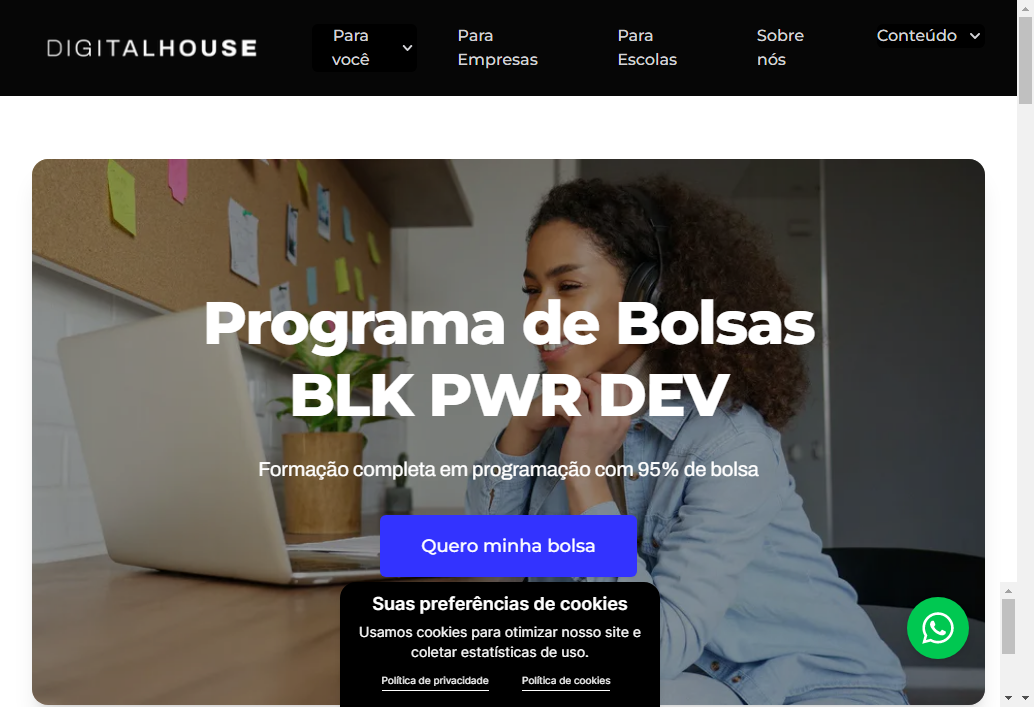 DIGITALHOUSE
Para
você
Para
Empresas
Para
Escolas
Sobre
nós
Conteúdo
Programa de Bolsas
BLK PWR DEV
Formação completa em programação com 95% de bolsa
Quero minha bolsa
Suas preferências de cookies
Usamos cookies para otimizar nosso site e
coletar estatísticas de uso.
Política de privacidade
Política de cookies